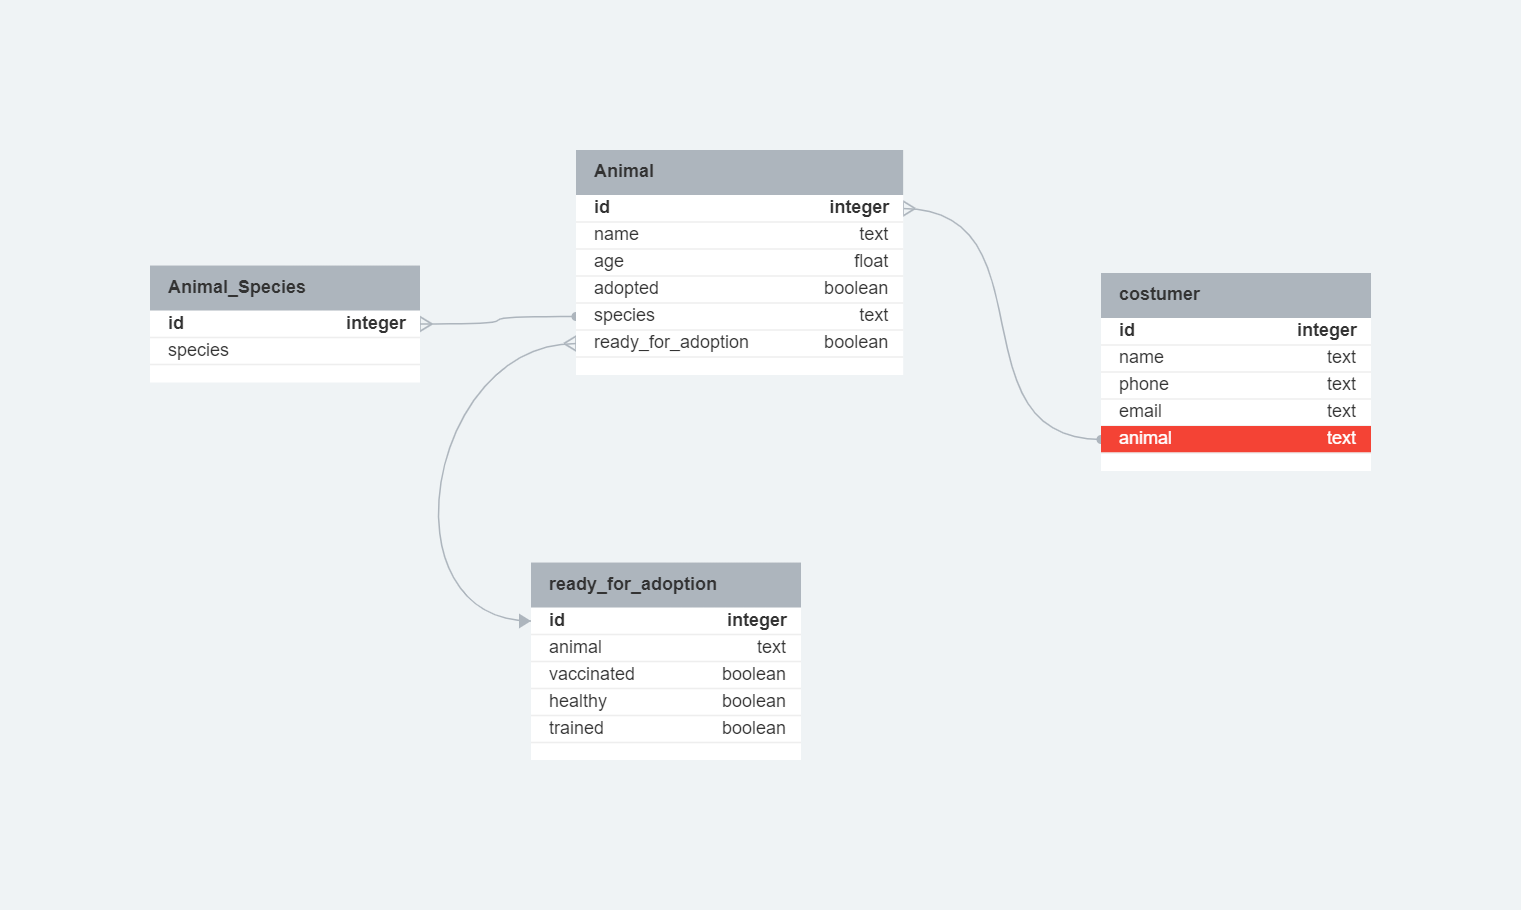 Animal
id integer
name text
age float
adopted boolean
species text
ready_for_adoption boolean
Animal_Species
id integer
species
costumer
id integer
name text
phone text
email text
animal text
ready_for_adoption
id integer
animal text
vaccinated boolean
healthy boolean
trained boolean